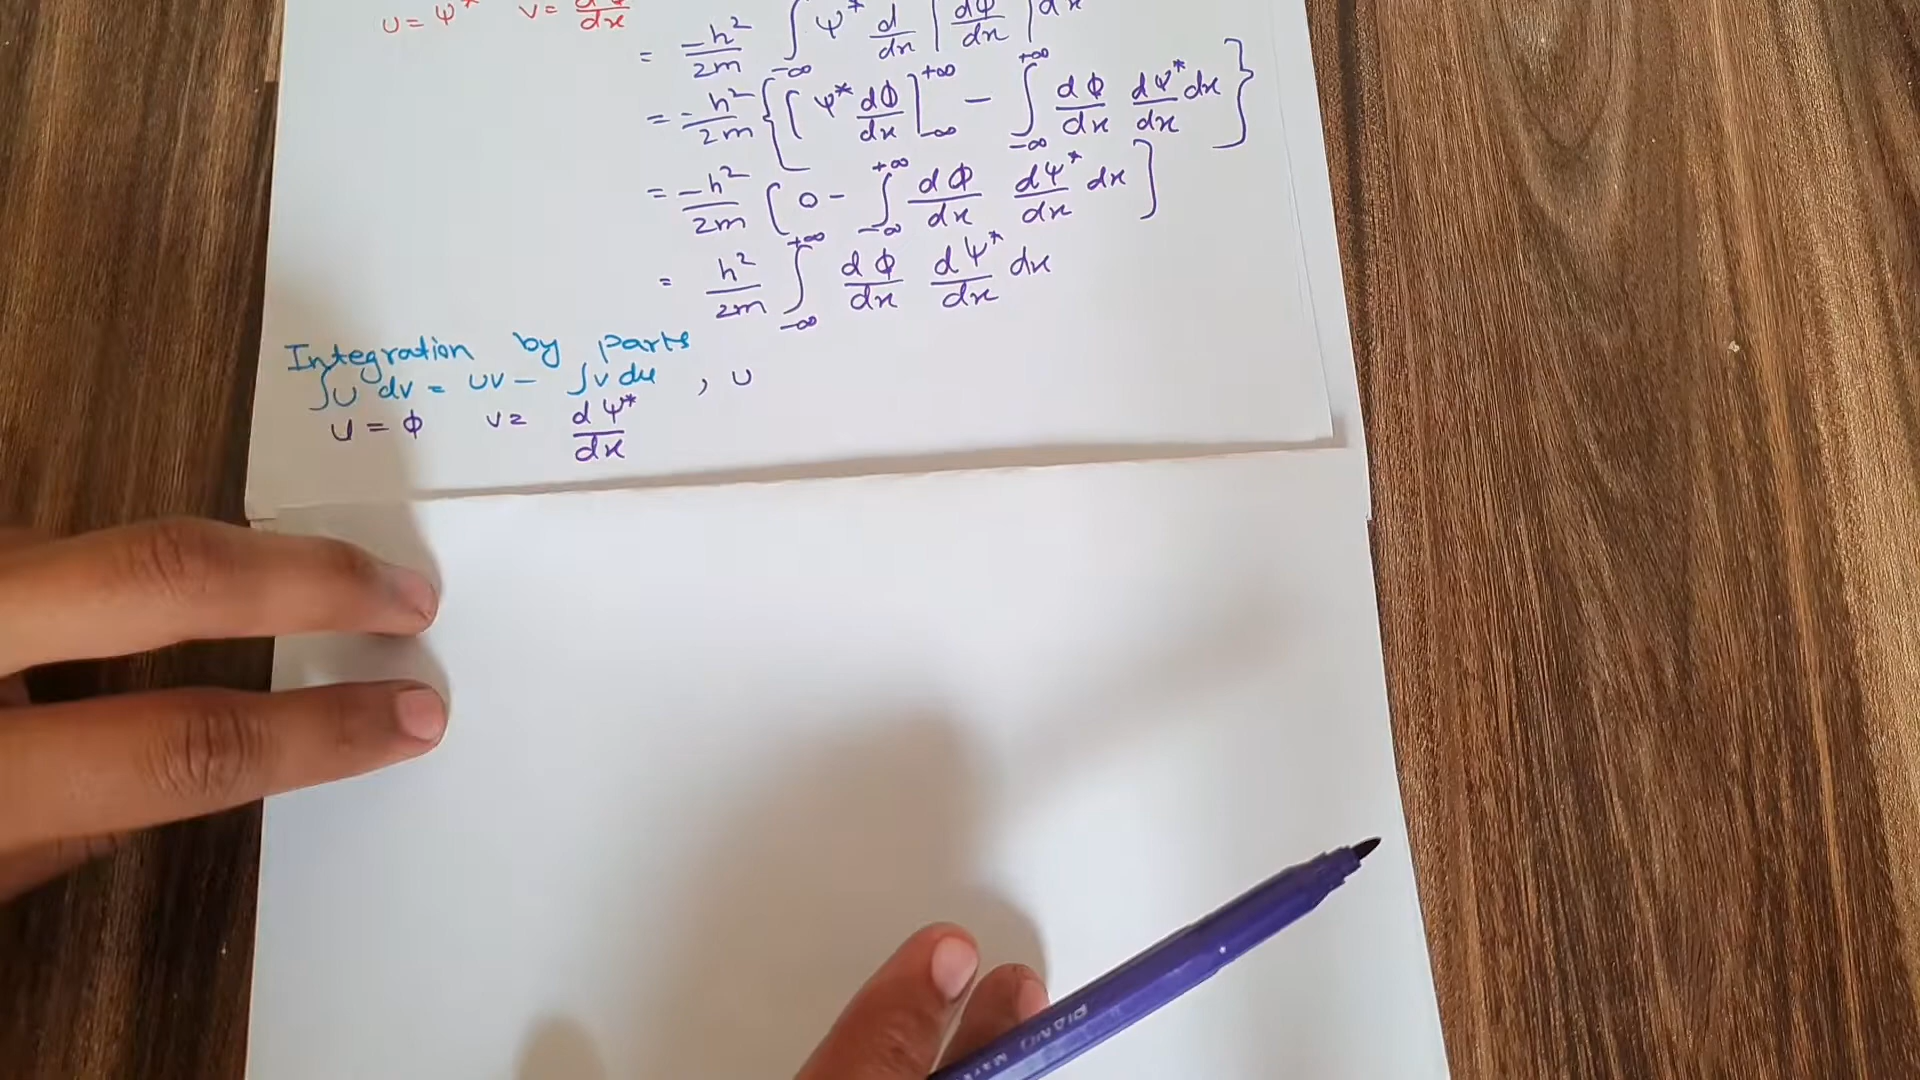 u = ψ* v = dΦ/dx
= -h²/2m ∫_{-∞} ψ* d/dx [dφ/dx] dx
= -h²/2m {[ψ* dΦ/dx]_{-∞}^{+∞} - ∫_{-∞}^{+∞} dΦ/dx dψ*/dx dx}
= -h²/2m [0 - ∫_{-∞}^{+∞} dΦ/dx dψ*/dx dx]
= h²/2m ∫_{-∞}^{+∞} dΦ/dx dψ*/dx dx
Integration by parts
∫u dv = uv - ∫v du , u
u = Φ v= dψ*/dx
PIANO